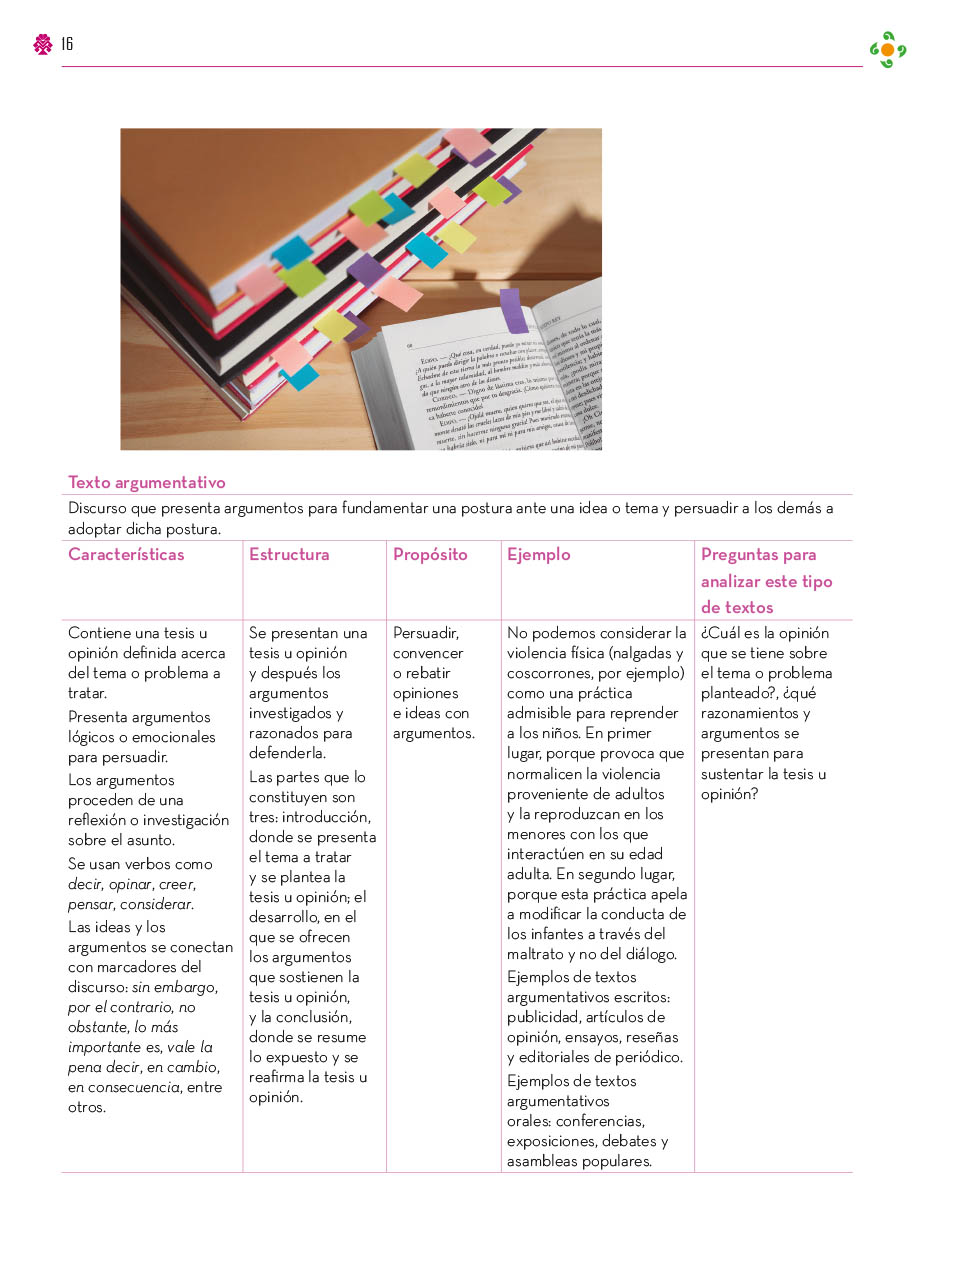 16
Texto argumentativo
Discurso que presenta argumentos para fundamentar una postura ante una idea o tema y persuadir a los demás a
adoptar dicha postura.
Características
Contiene una tesis u
opinión definida acerca
del tema o problema a
tratar.
Presenta argumentos
lógicos o emocionales
para persuadir.
Los argumentos
proceden de una
reflexión o investigación
sobre el asunto.
Se usan verbos como
decir, opinar, creer,
pensar, considerar.
Las ideas y los
argumentos se conectan
con marcadores del
discurso: sin embargo,
por el contrario, no
obstante, lo más
importante es, vale la
pena decir, en cambio,
en consecuencia, entre
otros.
Estructura
Se presentan una
tesis u opinión
y después los
argumentos
investigados y
razonados para
defenderla.
Las partes que lo
constituyen son
tres: introducción,
donde se presenta
el tema a tratar
y se plantea la
tesis u opinión; el
desarrollo, en el
que se ofrecen
los argumentos
que sostienen la
tesis u opinión,
y la conclusión,
donde se resume
lo expuesto y se
reafirma la tesis u
opinión.
Propósito
Persuadir,
convencer
o rebatir
opiniones
e ideas con
argumentos.
Ejemplo
No podemos considerar la
violencia física (nalgadas y
coscorrones, por ejemplo)
como una práctica
admisible para reprender
a los niños. En primer
lugar, porque provoca que
normalicen la violencia
proveniente de adultos
y la reproduzcan en los
menores con los que
interactúen en su edad
adulta. En segundo lugar,
porque esta práctica apela
a modificar la conducta de
los infantes a través del
maltrato y no del diálogo.
Ejemplos de textos
argumentativos escritos:
publicidad, artículos de
opinión, ensayos, reseñas
y editoriales de periódico.
Ejemplos de textos
argumentativos
orales: conferencias,
exposiciones, debates y
asambleas populares.
Preguntas para
analizar este tipo
de textos
¿Cuál es la opinión
que se tiene sobre
el tema o problema
planteado?, ¿qué
razonamientos y
argumentos se
presentan para
sustentar la tesis u
opinión?